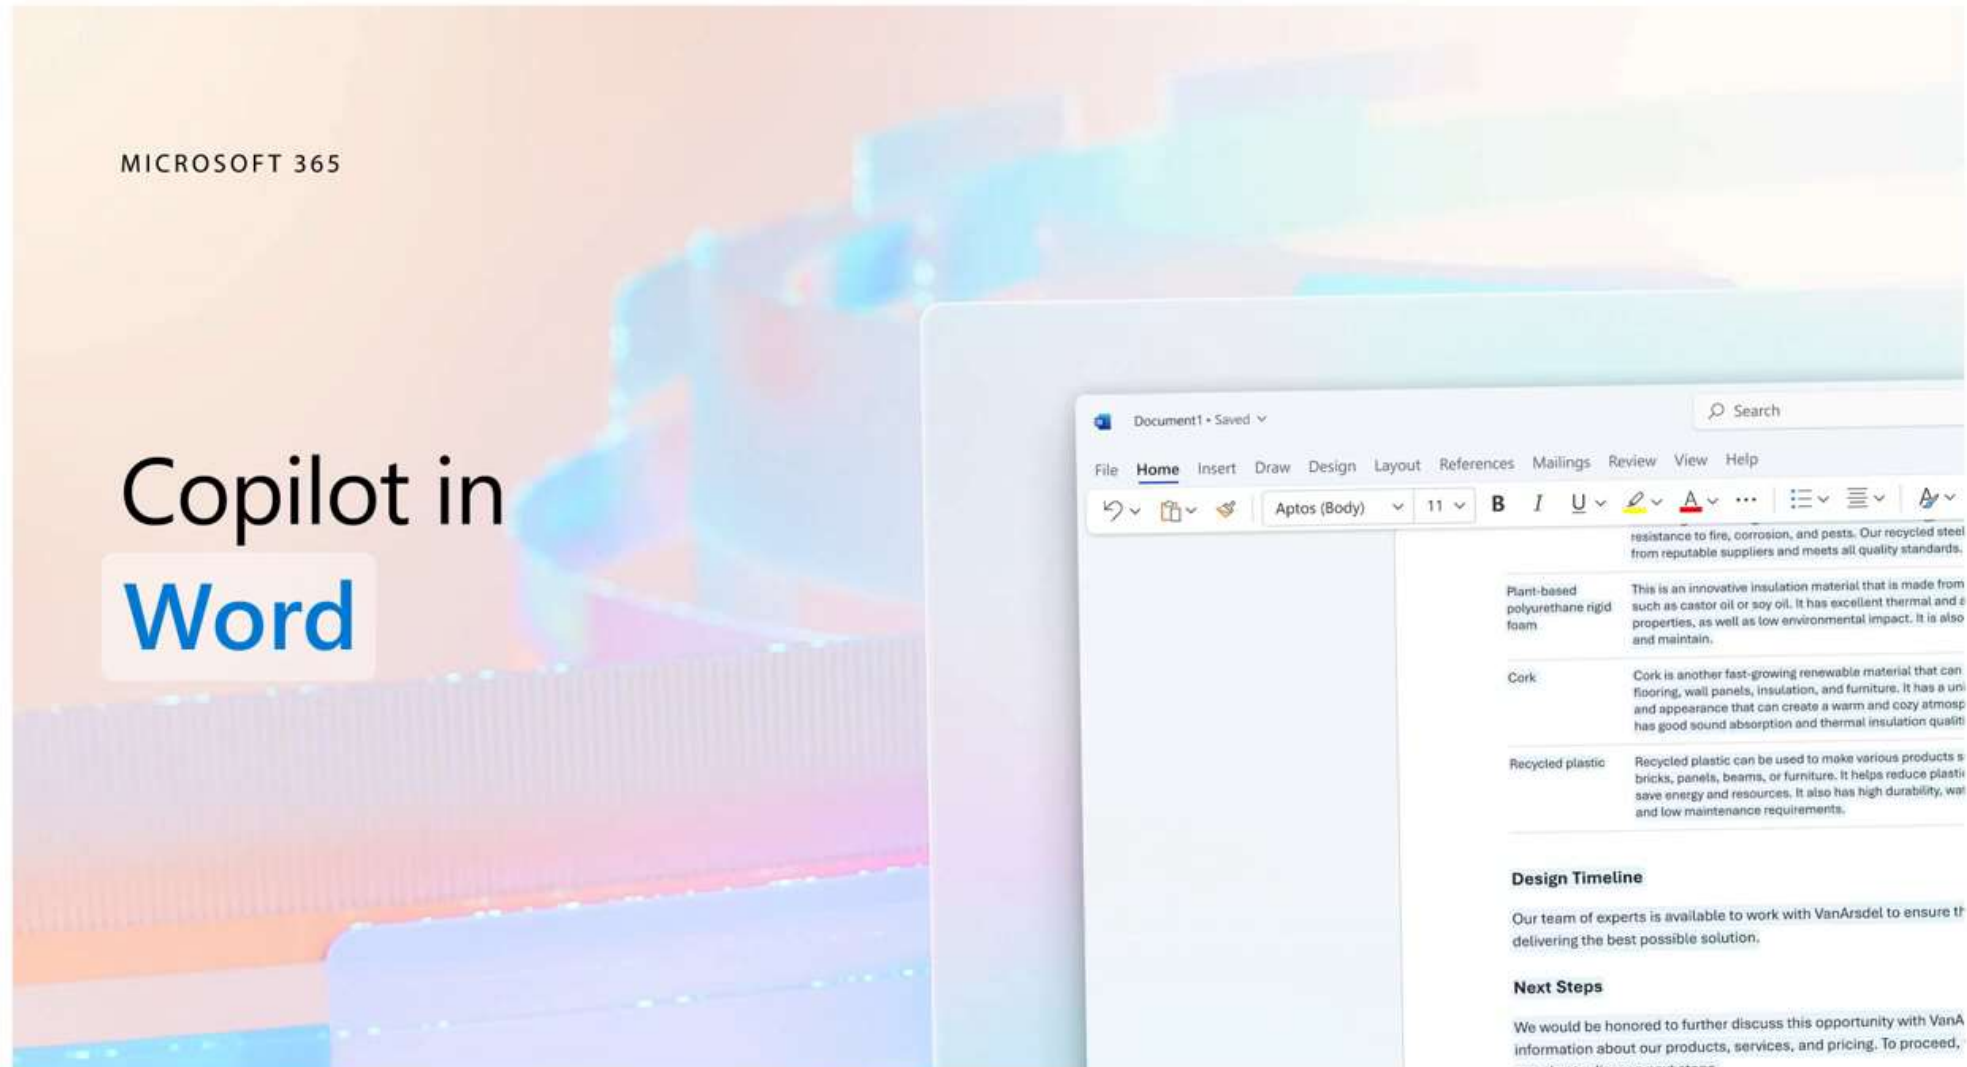 MICROSOFT 365
Copilot in
Word
Document1 • Saved
Search
File Home Insert Draw Design Layout References Mailings Review View Help
Aptos (Body) 11 B I U A
resistance to fire, corrosion, and pests. Our recycled steel
from reputable suppliers and meets all quality standards.
Plant-based
polyurethane rigid
foam
This is an innovative insulation material that is made from
such as castor oil or soy oil. It has excellent thermal and
properties, as well as low environmental impact. It is also
and maintain.
Cork
Cork is another fast-growing renewable material that can
flooring, wall panels, insulation, and furniture. It has a
and appearance that can create a warm and cozy
has good sound absorption and thermal insulation
Recycled plastic
Recycled plastic can be used to make various products
bricks, panels, beams, or furniture. It helps reduce
save energy and resources. It also has high durability,
and low maintenance requirements.
Design Timeline
Our team of experts is available to work with VanArsdel to ensure
delivering the best possible solution.
Next Steps
We would be honored to further discuss this opportunity with
information about our products, services, and pricing. To proceed,